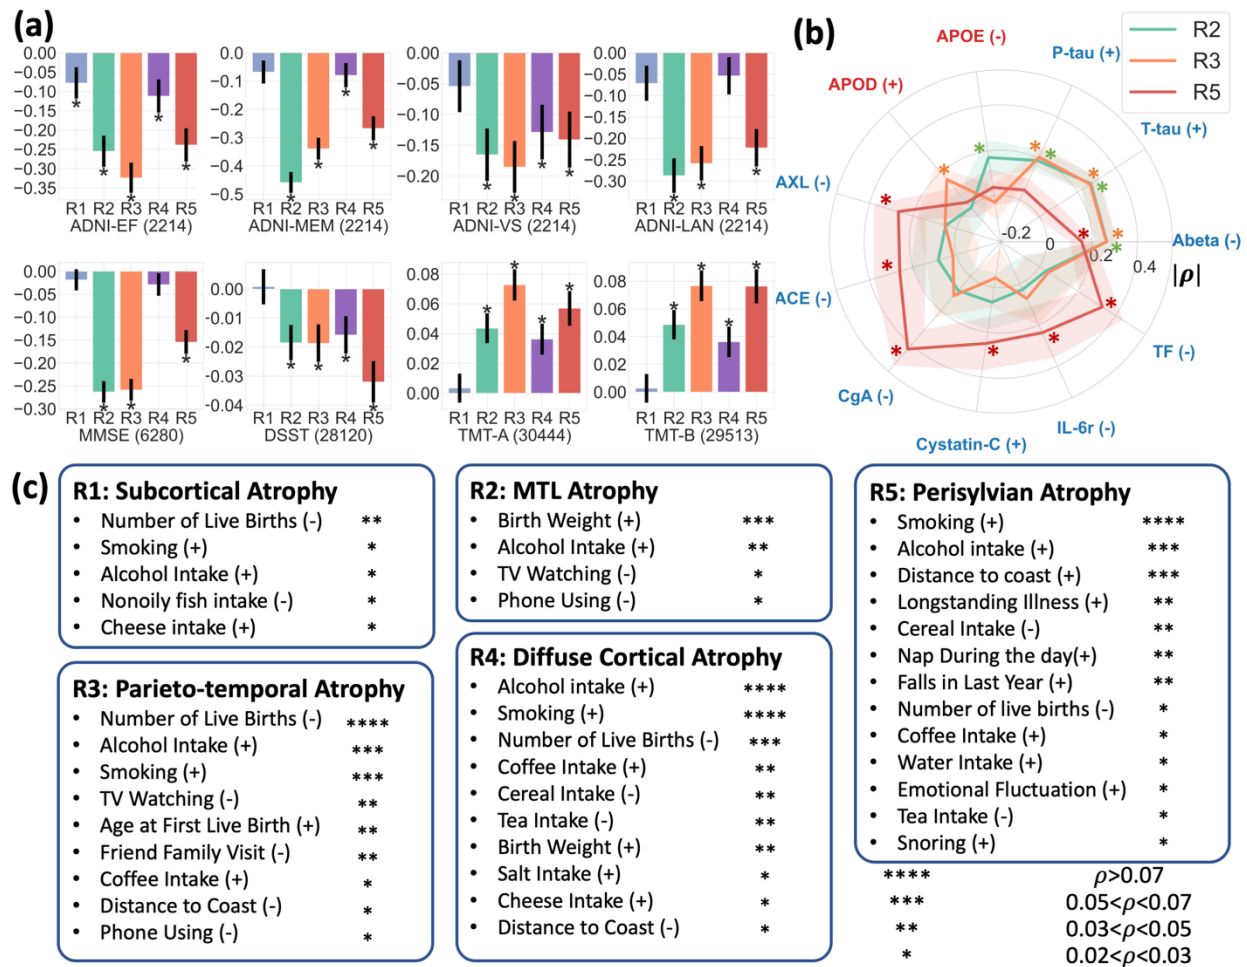 (a)
0.00
−0.05
−0.10
−0.15
−0.20
−0.25
−0.30
−0.35
*
*
*
*
*
R1 R2 R3 R4 R5
ADNI-EF (2214)
0.0
−0.1
−0.2
−0.3
−0.4
−0.5
*
*
*
*
R1 R2 R3 R4 R5
ADNI-MEM (2214)
0.00
−0.05
−0.10
−0.15
−0.20
*
*
*
*
R1 R2 R3 R4 R5
ADNI-VS (2214)
0.00
−0.05
−0.10
−0.15
−0.20
−0.25
−0.30
*
*
*
R1 R2 R3 R4 R5
ADNI-LAN (2214)
0.00
−0.05
−0.10
−0.15
−0.20
−0.25
−0.30
*
*
*
R1 R2 R3 R4 R5
MMSE (6280)
0.00
−0.01
−0.02
−0.03
−0.04
*
*
*
*
R1 R2 R3 R4 R5
DSST (28120)
0.08
0.06
0.04
0.02
0.00
*
*
*
*
R1 R2 R3 R4 R5
TMT-A (30444)
0.08
0.06
0.04
0.02
0.00
*
*
*
*
R1 R2 R3 R4 R5
TMT-B (29513)
(b)
R2
R3
R5
APOE (-)
P-tau (+)
APOD (+)
T-tau (+)
AXL (-)
Abeta (-)
ACE (-)
TF (-)
CgA (-)
IL-6r (-)
Cystatin-C (+)
-0.2
0
0.2
0.4
|ρ|
(c)
R1: Subcortical Atrophy
• Number of Live Births (-) **
• Smoking (+) *
• Alcohol Intake (+) *
• Nonoily fish intake (-) *
• Cheese intake (+) *
R2: MTL Atrophy
• Birth Weight (+) ***
• Alcohol Intake (+) **
• TV Watching (-) *
• Phone Using (-) *
R3: Parieto-temporal Atrophy
• Number of Live Births (-) ****
• Alcohol Intake (+) ***
• Smoking (+) ***
• TV Watching (-) **
• Age at First Live Birth (+) **
• Friend Family Visit (-) **
• Coffee Intake (+) *
• Distance to Coast (-) *
• Phone Using (-) *
R4: Diffuse Cortical Atrophy
• Alcohol intake (+) ****
• Smoking (+) ****
• Number of Live Births (-) ***
• Coffee Intake (+) **
• Cereal Intake (-) **
• Tea Intake (-) **
• Birth Weight (+) **
• Salt Intake (+) *
• Cheese Intake (+) *
• Distance to Coast (-) *
R5: Perisylvian Atrophy
• Smoking (+) ****
• Alcohol intake (+) ***
• Distance to coast (+) ***
• Longstanding Illness (+) **
• Cereal Intake (-) **
• Nap During the day(+) **
• Falls in Last Year (+) **
• Number of live births (-) *
• Coffee Intake (+) *
• Water Intake (+) *
• Emotional Fluctuation (+) *
• Tea Intake (-) *
• Snoring (+) *
**** ρ>0.07
*** 0.05<ρ<0.07
** 0.03<ρ<0.05
* 0.02<ρ<0.03